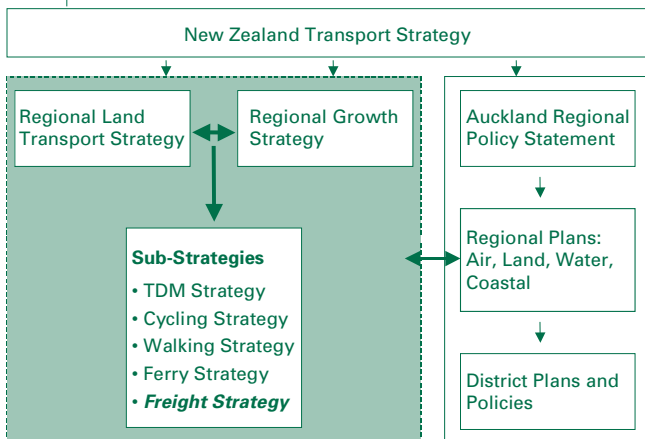 New Zealand Transport Strategy
Regional Land
Transport Strategy
Regional Growth
Strategy
Auckland Regional
Policy Statement
Sub-Strategies
• TDM Strategy
• Cycling Strategy
• Walking Strategy
• Ferry Strategy
• Freight Strategy
Regional Plans:
Air, Land, Water,
Coastal
District Plans and
Policies